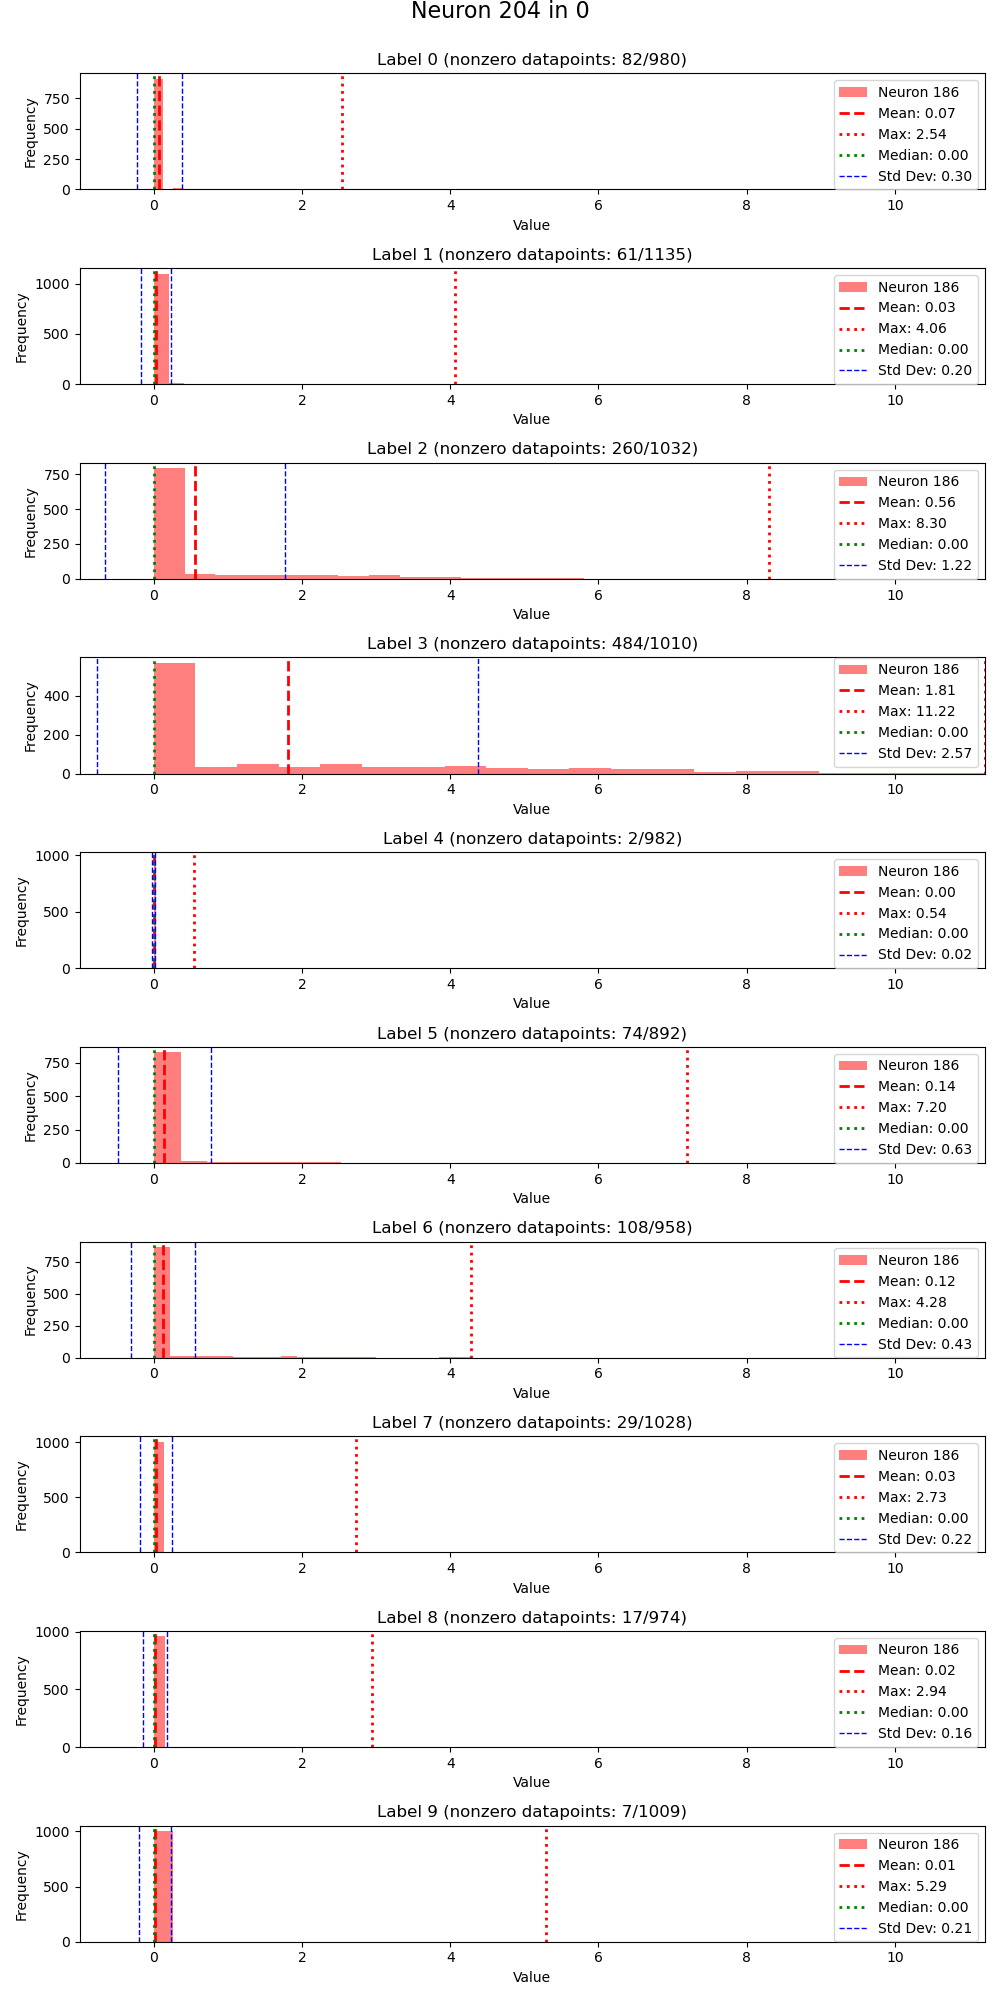 Neuron 204 in 0
Label 0 (nonzero datapoints: 82/980)
Frequency
750
500
250
0
Neuron 186
Mean: 0.07
Max: 2.54
Median: 0.00
Std Dev: 0.30
0 2 4 6 8 10
Value
Label 1 (nonzero datapoints: 61/1135)
Frequency
1000
500
0
Neuron 186
Mean: 0.03
Max: 4.06
Median: 0.00
Std Dev: 0.20
0 2 4 6 8 10
Value
Label 2 (nonzero datapoints: 260/1032)
Frequency
750
500
250
0
Neuron 186
Mean: 0.56
Max: 8.30
Median: 0.00
Std Dev: 1.22
0 2 4 6 8 10
Value
Label 3 (nonzero datapoints: 484/1010)
Frequency
400
200
0
Neuron 186
Mean: 1.81
Max: 11.22
Median: 0.00
Std Dev: 2.57
0 2 4 6 8 10
Value
Label 4 (nonzero datapoints: 2/982)
Frequency
1000
500
0
Neuron 186
Mean: 0.00
Max: 0.54
Median: 0.00
Std Dev: 0.02
0 2 4 6 8 10
Value
Label 5 (nonzero datapoints: 74/892)
Frequency
750
500
250
0
Neuron 186
Mean: 0.14
Max: 7.20
Median: 0.00
Std Dev: 0.63
0 2 4 6 8 10
Value
Label 6 (nonzero datapoints: 108/958)
Frequency
750
500
250
0
Neuron 186
Mean: 0.12
Max: 4.28
Median: 0.00
Std Dev: 0.43
0 2 4 6 8 10
Value
Label 7 (nonzero datapoints: 29/1028)
Frequency
1000
500
0
Neuron 186
Mean: 0.03
Max: 2.73
Median: 0.00
Std Dev: 0.22
0 2 4 6 8 10
Value
Label 8 (nonzero datapoints: 17/974)
Frequency
1000
500
0
Neuron 186
Mean: 0.02
Max: 2.94
Median: 0.00
Std Dev: 0.16
0 2 4 6 8 10
Value
Label 9 (nonzero datapoints: 7/1009)
Frequency
1000
500
0
Neuron 186
Mean: 0.01
Max: 5.29
Median: 0.00
Std Dev: 0.21
0 2 4 6 8 10
Value